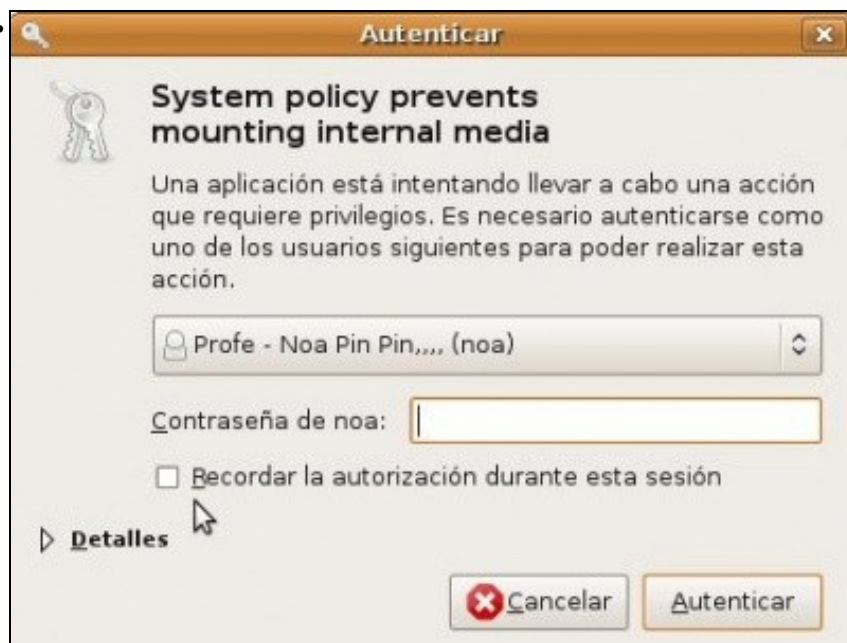 Autenticar
System policy prevents
mounting internal media
Una aplicación está intentando llevar a cabo una acción
que requiere privilegios. Es necesario autenticarse como
uno de los usuarios siguientes para poder realizar esta
acción.
Profe - Noa Pin Pin,,,, (noa)
Contraseña de noa:
Recordar la autorización durante esta sesión
Detalles
Cancelar
Autenticar